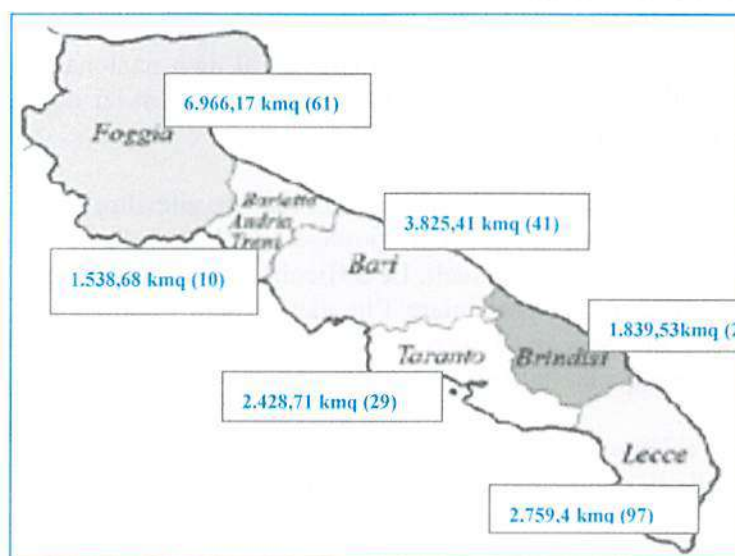 6.966,17 kmq (61)
Foggia
Barletta
Andria
Trani
3.825,41 kmq (41)
1.538,68 kmq (10)
Bari
1.839,53kmq (2
Taranto
Brindisi
2.428,71 kmq (29)
Lecce
2.759,4 kmq (97)